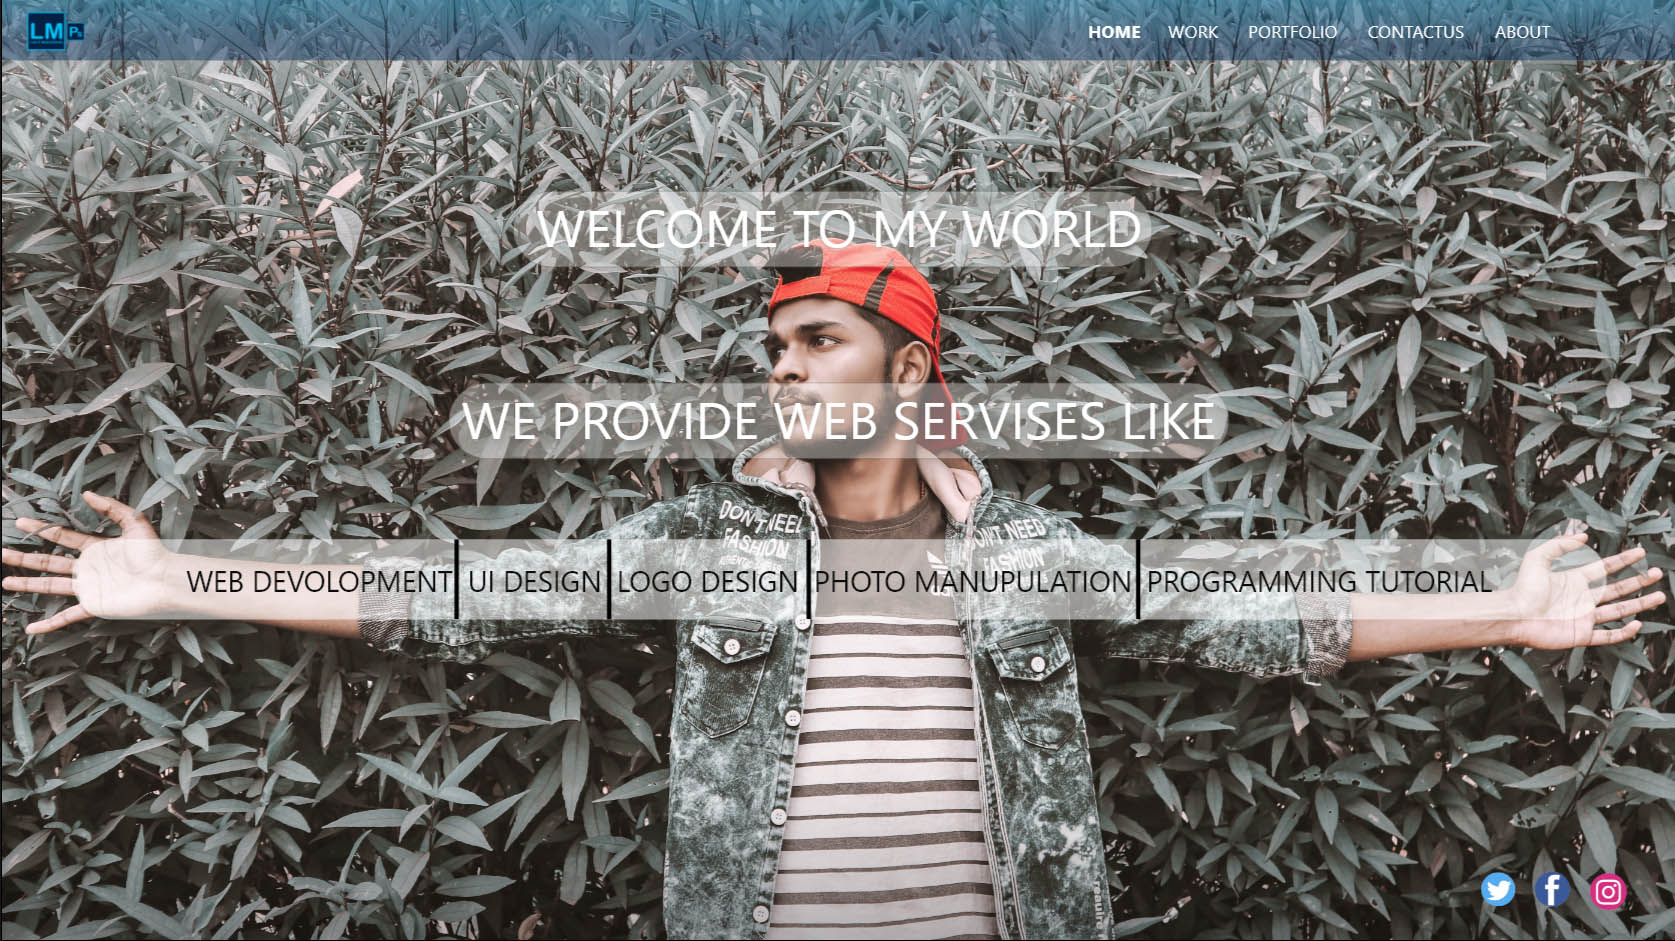 LM Ps
HOME WORK PORTFOLIO CONTACTUS ABOUT
WELCOME TO MY WORLD
WE PROVIDE WEB SERVISES LIKE
DON'T NEED
FASHION
DON'T NEED
FASHION
WEB DEVOLOPMENT UI DESIGN LOGO DESIGN PHOTO MANUPULATION PROGRAMMING TUTORIAL